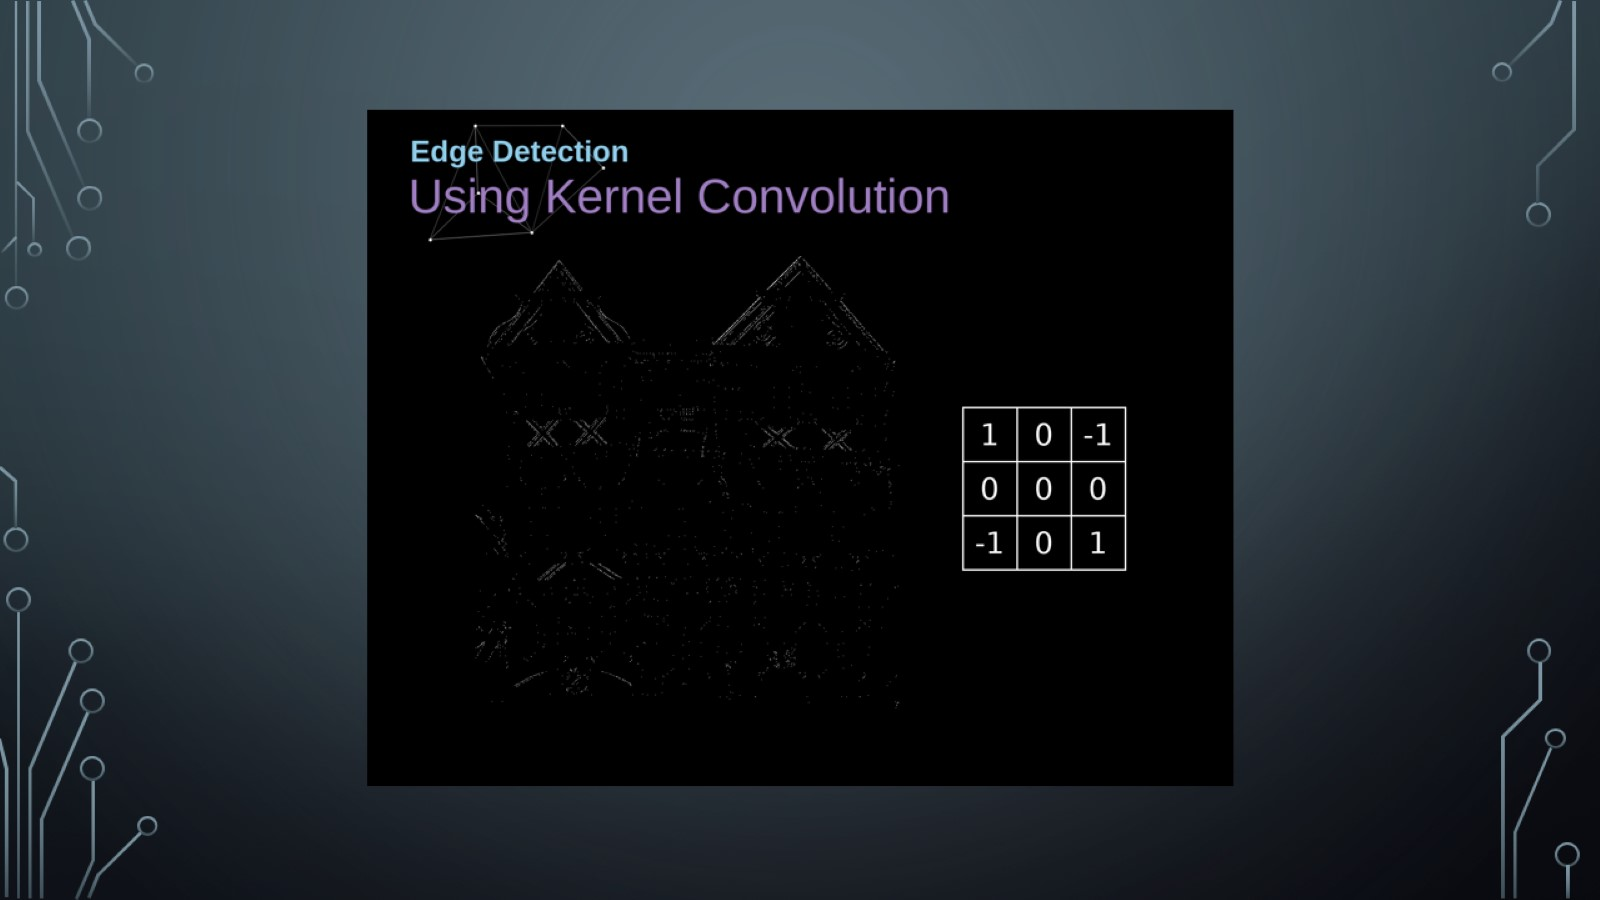 Edge Detection
Using Kernel Convolution
1 0 -1
0 0 0
-1 0 1